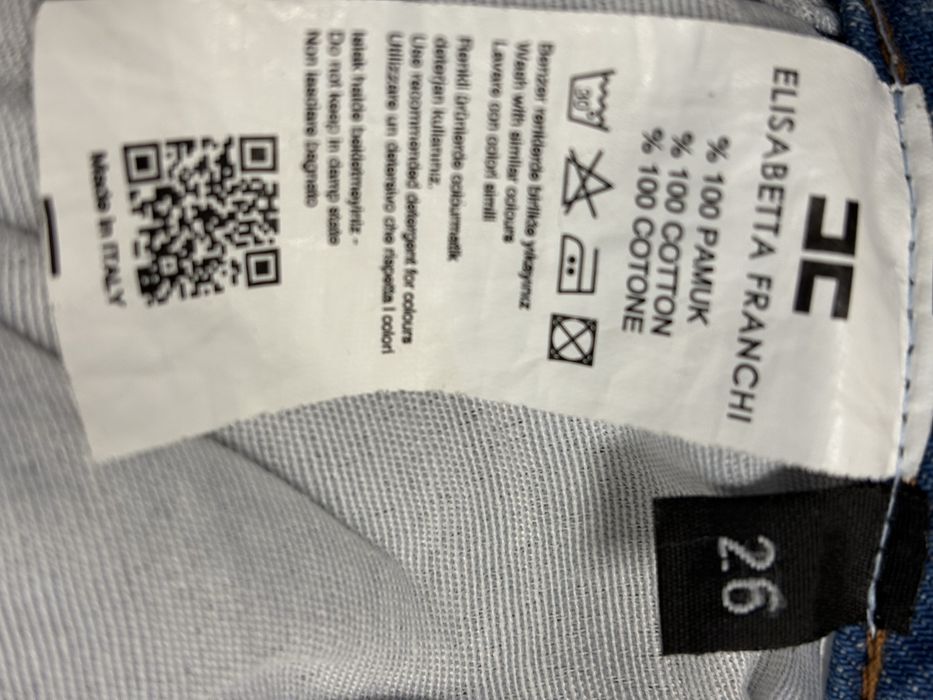 ELISABETTA FRANCHI
% 100 PAMUK
% 100 COTTON
% 100 COTONE
30°
Benzer renklerde birlikte yıkayınız
Wash with similar colours
Lavare con colori simili
Renkli ürünlerde colourmatik
deterjan kullanınız.
Use recommended detergent for colours
Utilizzare un detersivo che rispetta i colori
Islak halde bekletmeyiniz -
Do not keep in damp state
Non lasciare bagnato
Made in ITALY
26